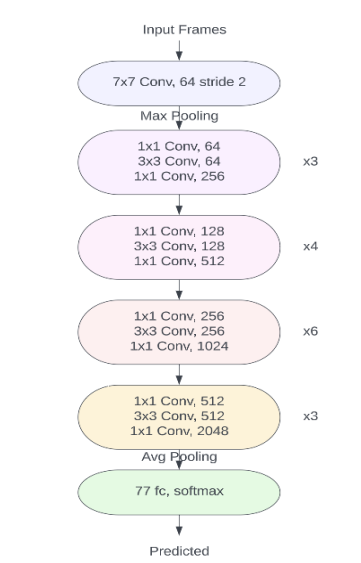 Input Frames
7x7 Conv, 64 stride 2
Max Pooling
1x1 Conv, 64
3x3 Conv, 64
1x1 Conv, 256
x3
1x1 Conv, 128
3x3 Conv, 128
1x1 Conv, 512
x4
1x1 Conv, 256
3x3 Conv, 256
1x1 Conv, 1024
x6
1x1 Conv, 512
3x3 Conv, 512
1x1 Conv, 2048
x3
Avg Pooling
77 fc, softmax
Predicted